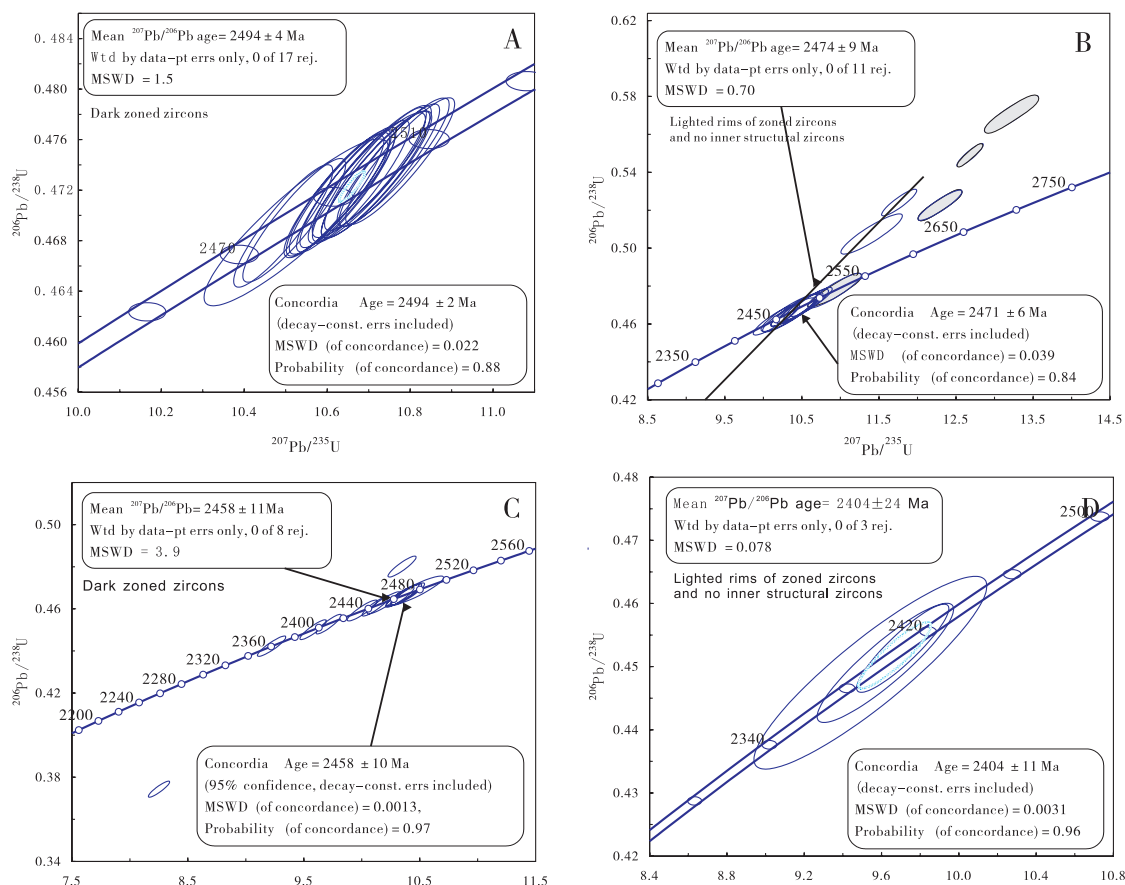 A
Mean ²⁰⁷Pb/²⁰⁶Pb age = 2494 ± 4 Ma
Wtd by data-pt errs only, 0 of 17 rej.
MSWD = 1.5
Dark zoned zircons
0.484
0.480
0.476
0.472
0.468
0.464
0.460
0.456
²⁰⁶Pb/²³⁸U
2510
2470
Concordia Age = 2494 ± 2 Ma
(decay-const. errs included)
MSWD (of concordance) = 0.022
Probability (of concordance) = 0.88
10.0 10.2 10.4 10.6 10.8 11.0
²⁰⁷Pb/²³⁵U
B
Mean ²⁰⁷Pb/²⁰⁶Pb age = 2474 ± 9 Ma
Wtd by data-pt errs only, 0 of 11 rej.
MSWD = 0.70
Lighted rims of zoned zircons
and no inner structural zircons
0.62
0.58
0.54
0.50
0.46
0.42
²⁰⁶Pb/²³⁸U
2750
2650
2550
2450
2350
Concordia Age = 2471 ± 6 Ma
(decay-const. errs included)
MSWD (of concordance) = 0.039
Probability (of concordance) = 0.84
8.5 9.5 10.5 11.5 12.5 13.5 14.5
²⁰⁷Pb/²³⁵U
C
Mean ²⁰⁷Pb/²⁰⁶Pb= 2458 ± 11Ma
Wtd by data-pt errs only, 0 of 8 rej.
MSWD = 3.9
Dark zoned zircons
0.50
0.46
0.42
0.38
0.34
²⁰⁶Pb/²³⁸U
2560
2520
2480
2440
2400
2360
2320
2280
2240
2200
Concordia Age = 2458 ± 10 Ma
(95% confidence, decay-const. errs included)
MSWD (of concordance) = 0.0013,
Probability (of concordance) = 0.97
7.5 8.5 9.5 10.5 11.5
D
Mean ²⁰⁷Pb/²⁰⁶Pb age= 2404±24 Ma
Wtd by data-pt errs only, 0 of 3 rej.
MSWD = 0.078
Lighted rims of zoned zircons
and no inner structural zircons
0.48
0.47
0.46
0.45
0.44
0.43
0.42
²⁰⁶Pb/²³⁸U
2500
2420
2340
Concordia Age = 2404 ± 11 Ma
(decay-const. errs included)
MSWD (of concordance) = 0.0031
Probability (of concordance) = 0.96
8.4 8.8 9.2 9.6 10.0 10.4 10.8